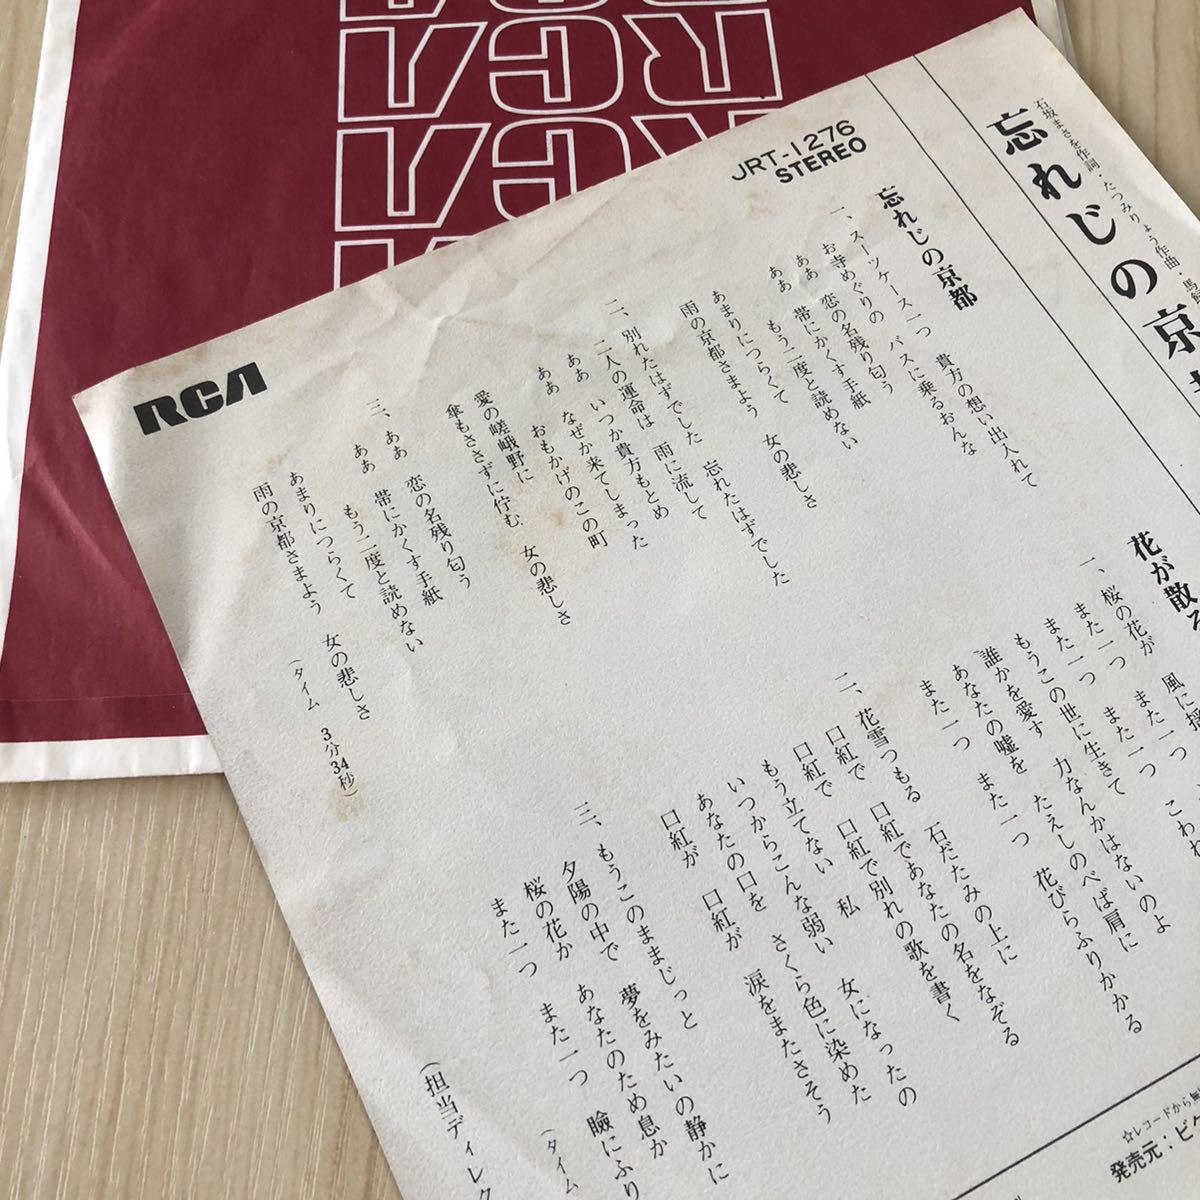 RCA
RCA
RCA
JRT-1276
STEREO
石坂まさを作詞・たつみりょう作曲・馬飼
忘れじの京
忘れじの京都
一、スーツケース一つ　貴方の想い出入れて
お寺めぐりの　バスに乗るおんな
ああ　恋の名残り匂う
ああ　帯にかくす手紙
ああ　もう二度と読めない
あまりにつらくて
雨の京都さまよう　女の悲しさ
二、別れたはずでした　忘れたはずでした
二人の運命は　雨に流して
ああ　いつか貴方もとめ
ああ　なぜか来てしまった
ああ　おもかげのこの町
愛の嵯峨野に
傘もささずに佇む　女の悲しさ
三、ああ　恋の名残り匂う
ああ　帯にかくす手紙
ああ　もう二度と読めない
あまりにつらくて
雨の京都さまよう　女の悲しさ
（タイム　3分34秒）
RCA
花が散る
一、桜の花が　風に揺
また一つ　また一つ　こわれ
また一つ　また一つ
もうこの世に生きて
誰かを愛す　力なんかはないのよ
あなたの嘘を　たえしのべば肩に
また一つ　また一つ　花びらふりかかる
二、花雪つもる　石だたみの上に
口紅で　口紅であなたの名をなぞる
口紅で　口紅で別れの歌を書く
もう立てない　私　女になったの
いつからこんな弱い
あなたの口を　さくら色に染めた
口紅が　口紅が　涙をまたさそう
三、もうこのままじっと
夕陽の中で　夢をみたいの静かに
桜の花か　あなたのため息か
また一つ　また一つ　瞼にふり
（タイム
（担当ディレク
☆レコードから無
発売元：ビク